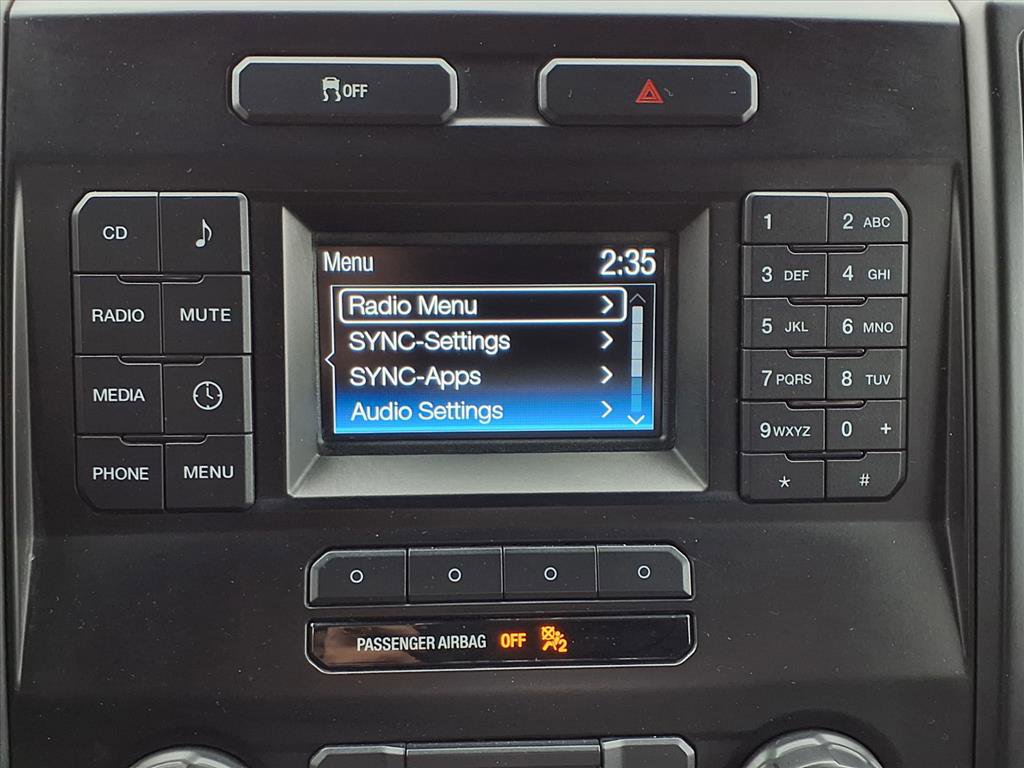 OFF
CD
RADIO MUTE
MEDIA
PHONE MENU
Menu 2:35
Radio Menu >
SYNC-Settings >
SYNC-Apps >
Audio Settings >
1 2 ABC
3 DEF 4 GHI
5 JKL 6 MNO
7 PQRS 8 TUV
9 WXYZ 0 +
* #
PASSENGER AIRBAG OFF 2